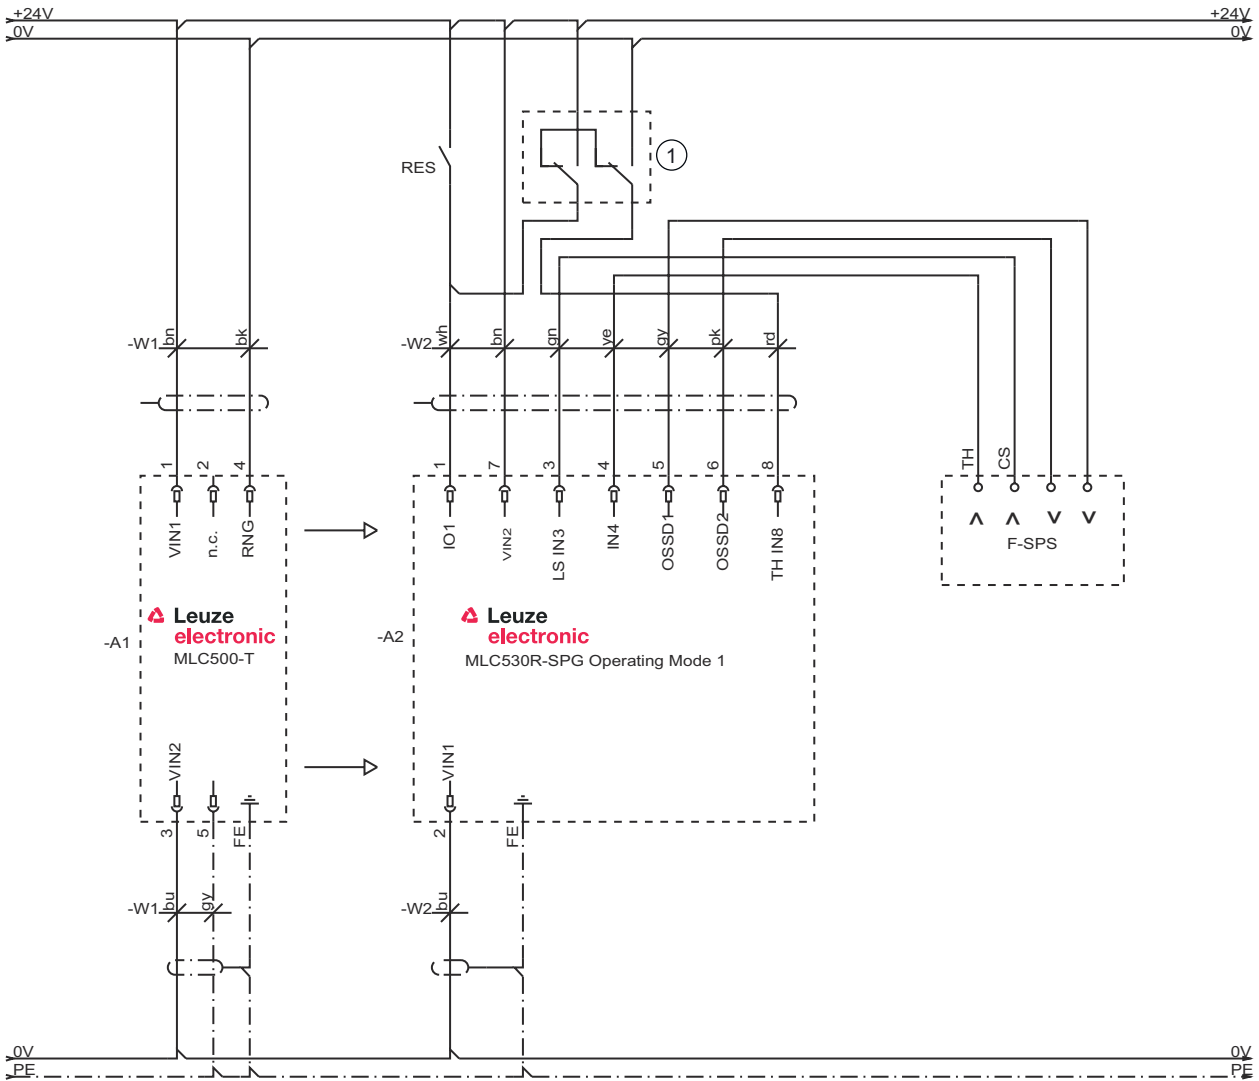 +24V
+24V
0V
0V
1
RES
-W1
bn
bk
-W2
wh
bn
gn
ye
gy
pk
rd
1
2
4
1
7
3
4
5
6
8
TH
CS
VIN1
n.c.
RNG
IO1
VIN2
LS IN3
IN4
OSSD1
OSSD2
TH IN8
F-SPS
Leuze
electronic
MLC500-T
-A1
Leuze
electronic
MLC530R-SPG Operating Mode 1
-A2
VIN2
VIN1
3
5
FE
2
FE
-W1
bu
gy
-W2
bu
0V
0V
PE
PE